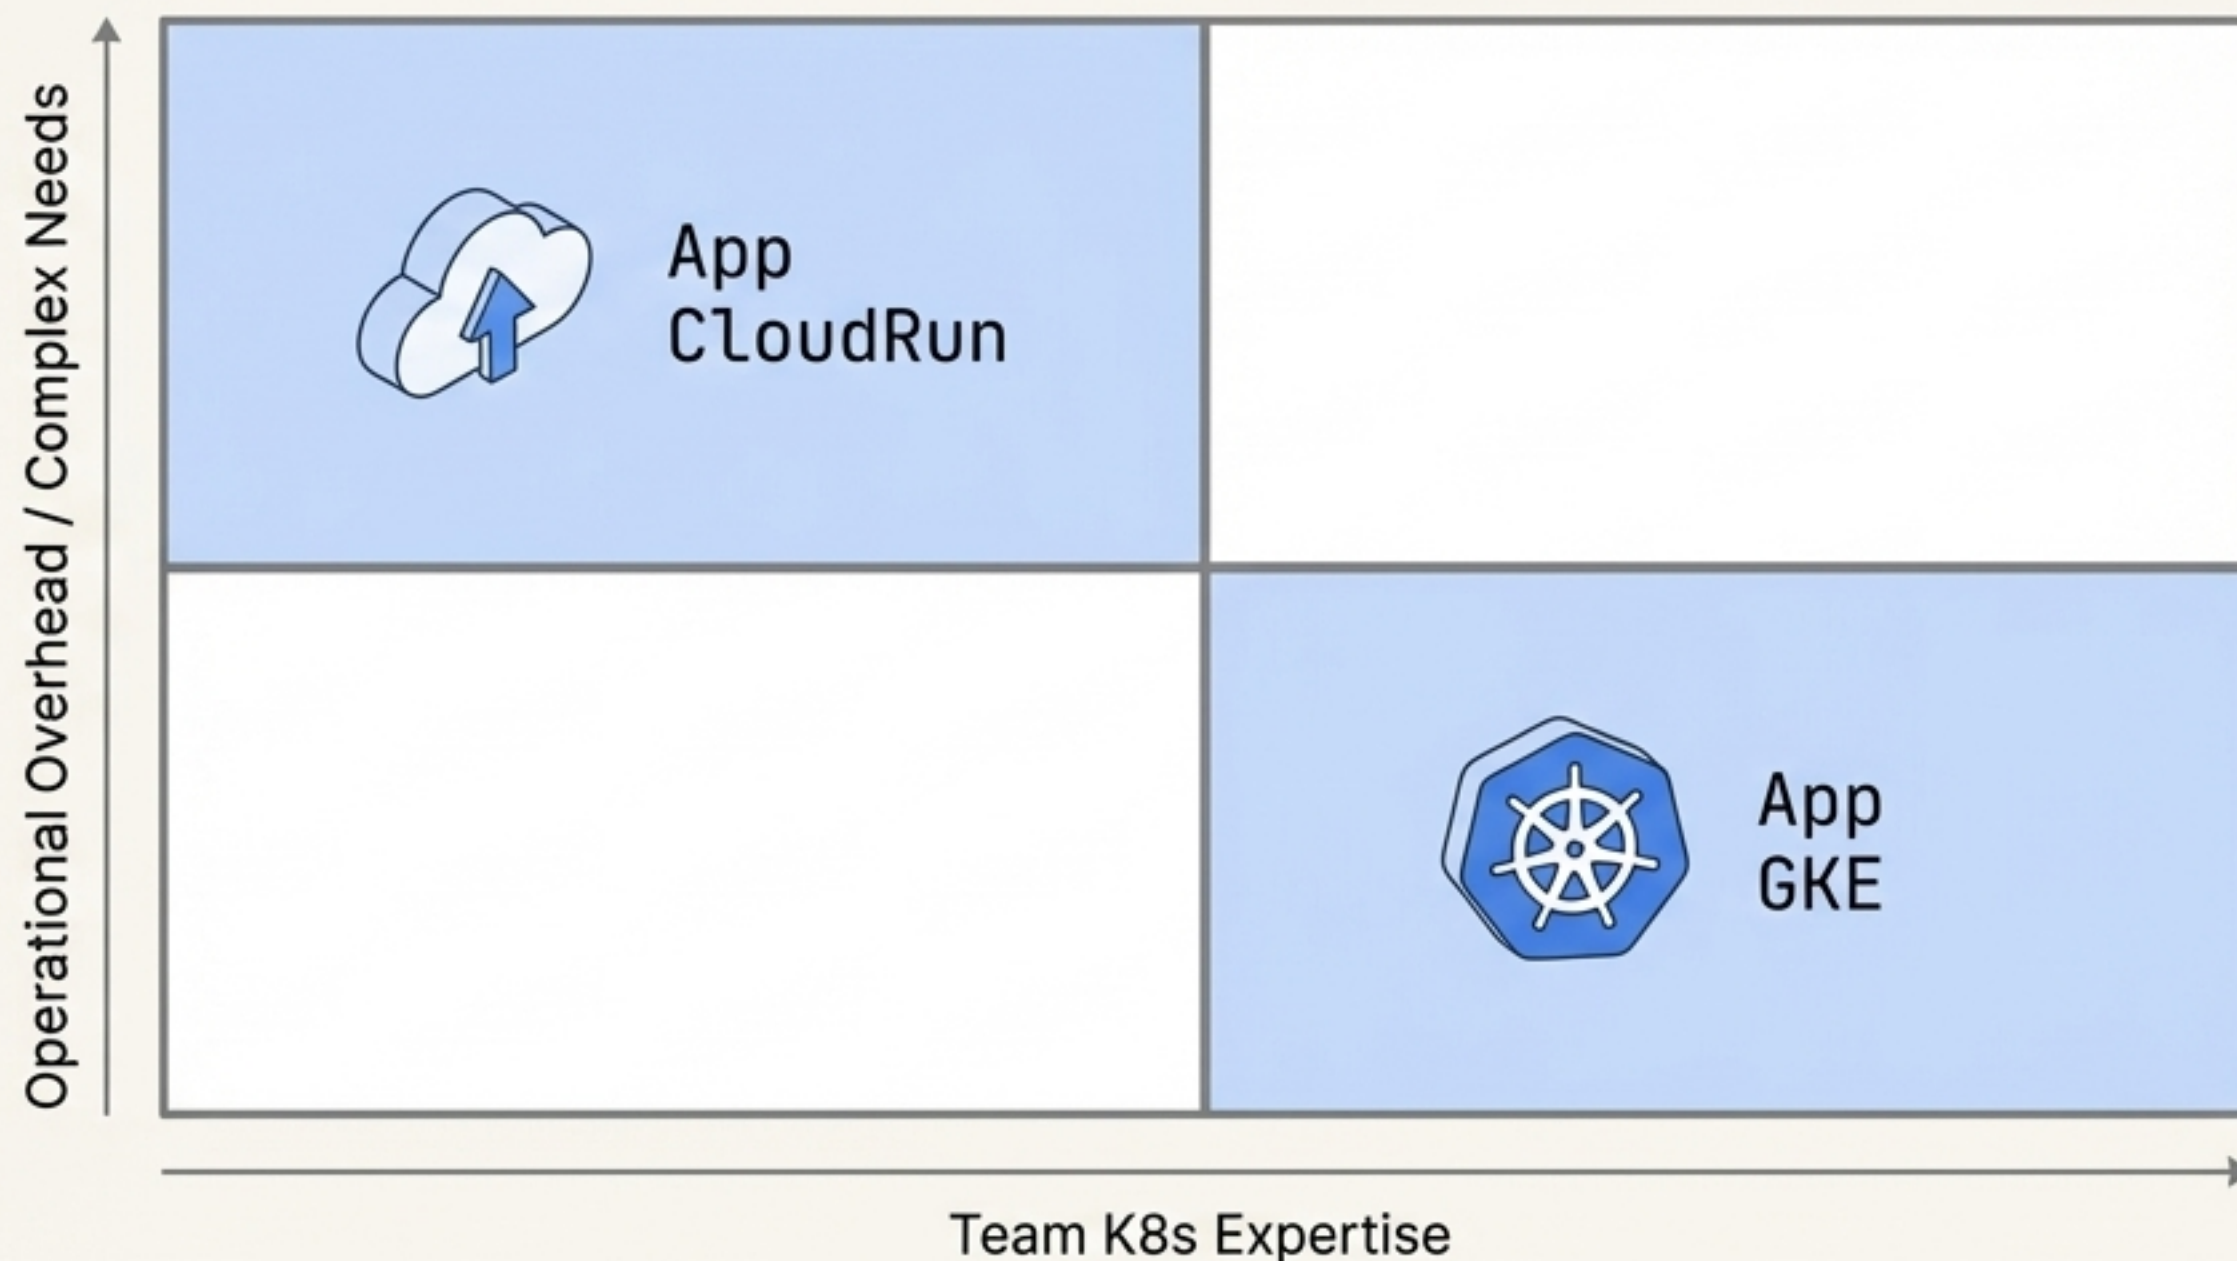 Operational Overhead / Complex Needs
App
CloudRun
App
GKE
Team K8s Expertise